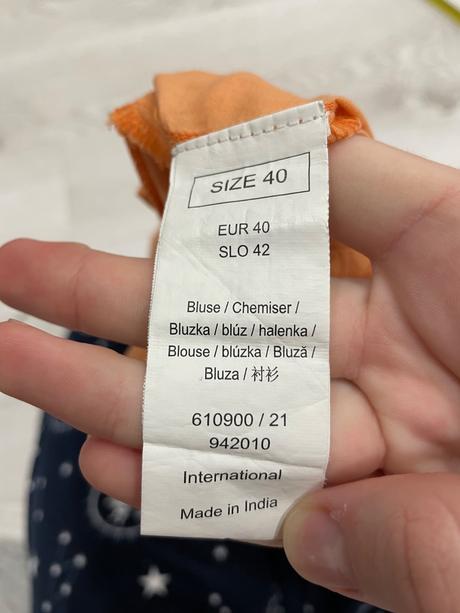 SIZE 40
EUR 40
SLO 42
Bluse / Chemiser /
Bluzka / blúz / halenka /
Blouse / blúzka / Bluză /
Bluza / 衬衫
610900 / 21
942010
International
Made in India